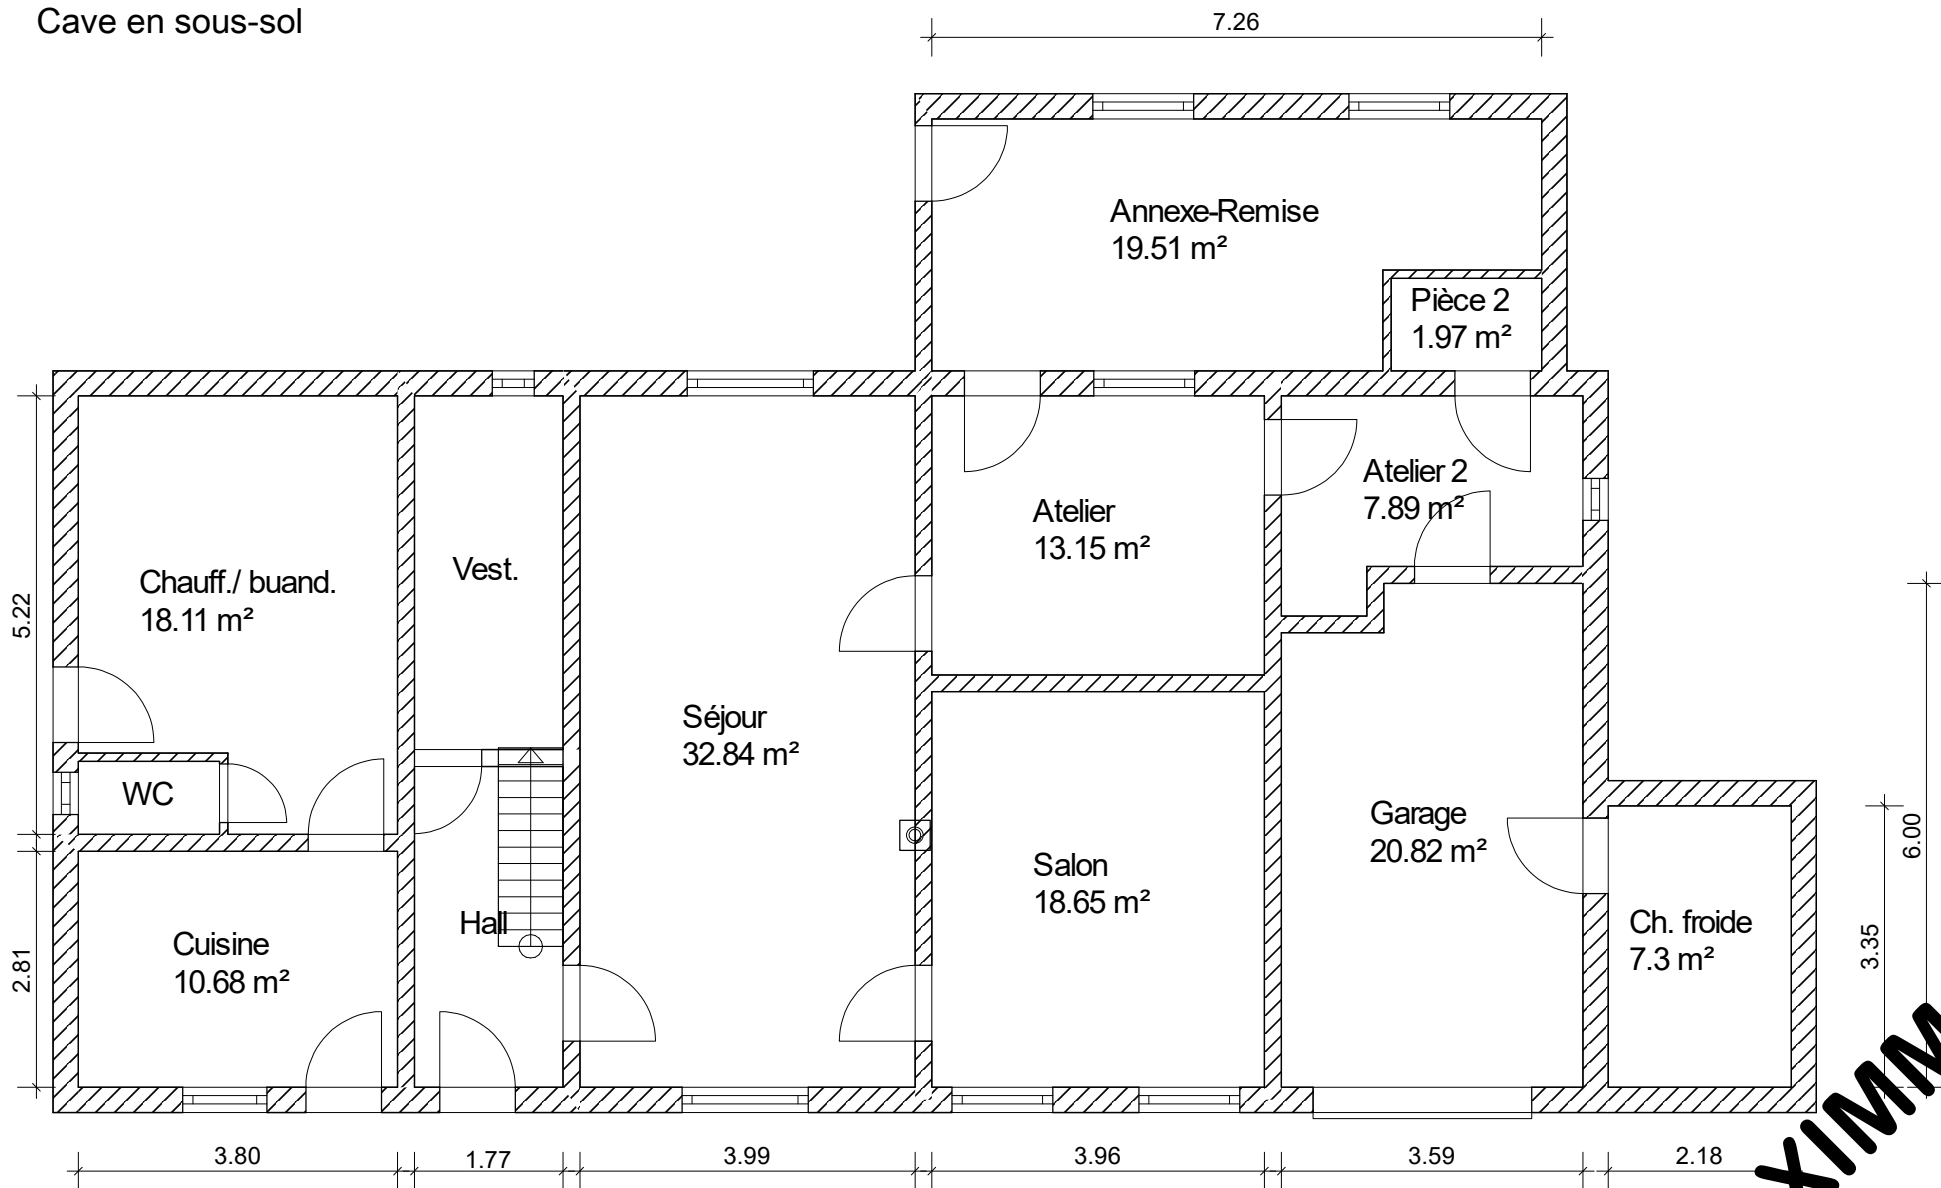 Cave en sous-sol
7.26
Annexe-Remise
19.51 m²
Pièce 2
1.97 m²
Atelier 2
7.89 m²
Atelier
13.15 m²
Vest.
Chauff./ buand.
18.11 m²
5.22
Séjour
32.84 m²
WC
Garage
20.82 m²
6.00
Salon
18.65 m²
Hall
Ch. froide
7.3 m²
3.35
Cuisine
10.68 m²
2.81
3.80
1.77
3.99
3.96
3.59
2.18
XIMM